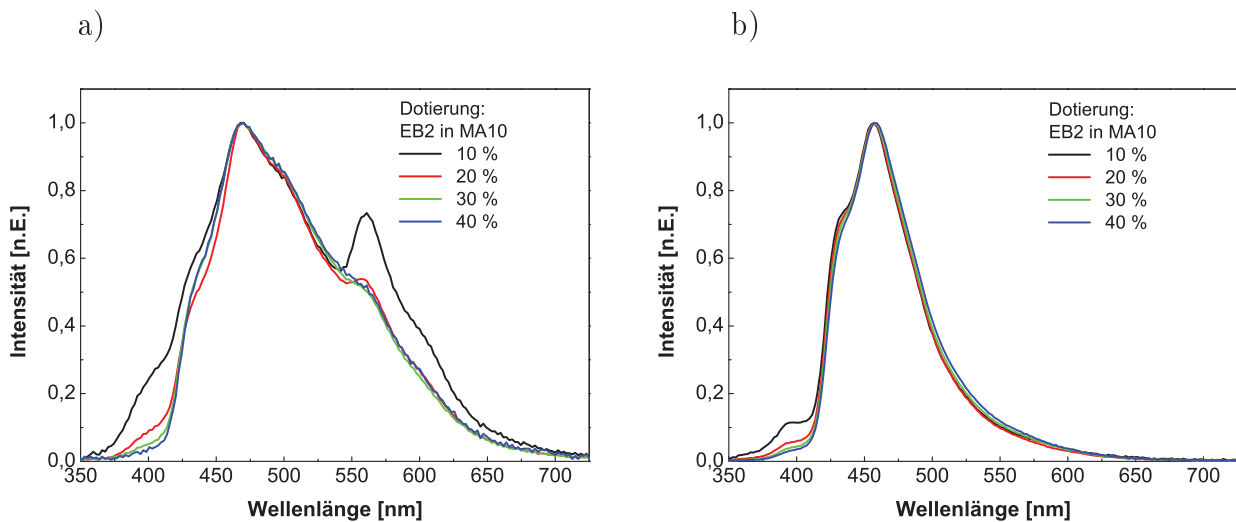 a)
Dotierung:
EB2 in MA10
10 %
20 %
30 %
40 %
1,0
0,8
0,6
0,4
0,2
0,0
Intensität [n.E.]
350 400 450 500 550 600 650 700
Wellenlänge [nm]
b)
Dotierung:
EB2 in MA10
10 %
20 %
30 %
40 %
1,0
0,8
0,6
0,4
0,2
0,0
Intensität [n.E.]
350 400 450 500 550 600 650 700
Wellenlänge [nm]